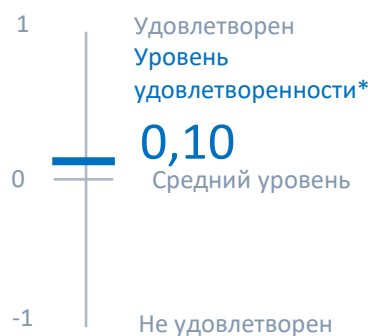 1 Удовлетворен
Уровень
удовлетворенности*
0,10
0 Средний уровень
-1 Не удовлетворен